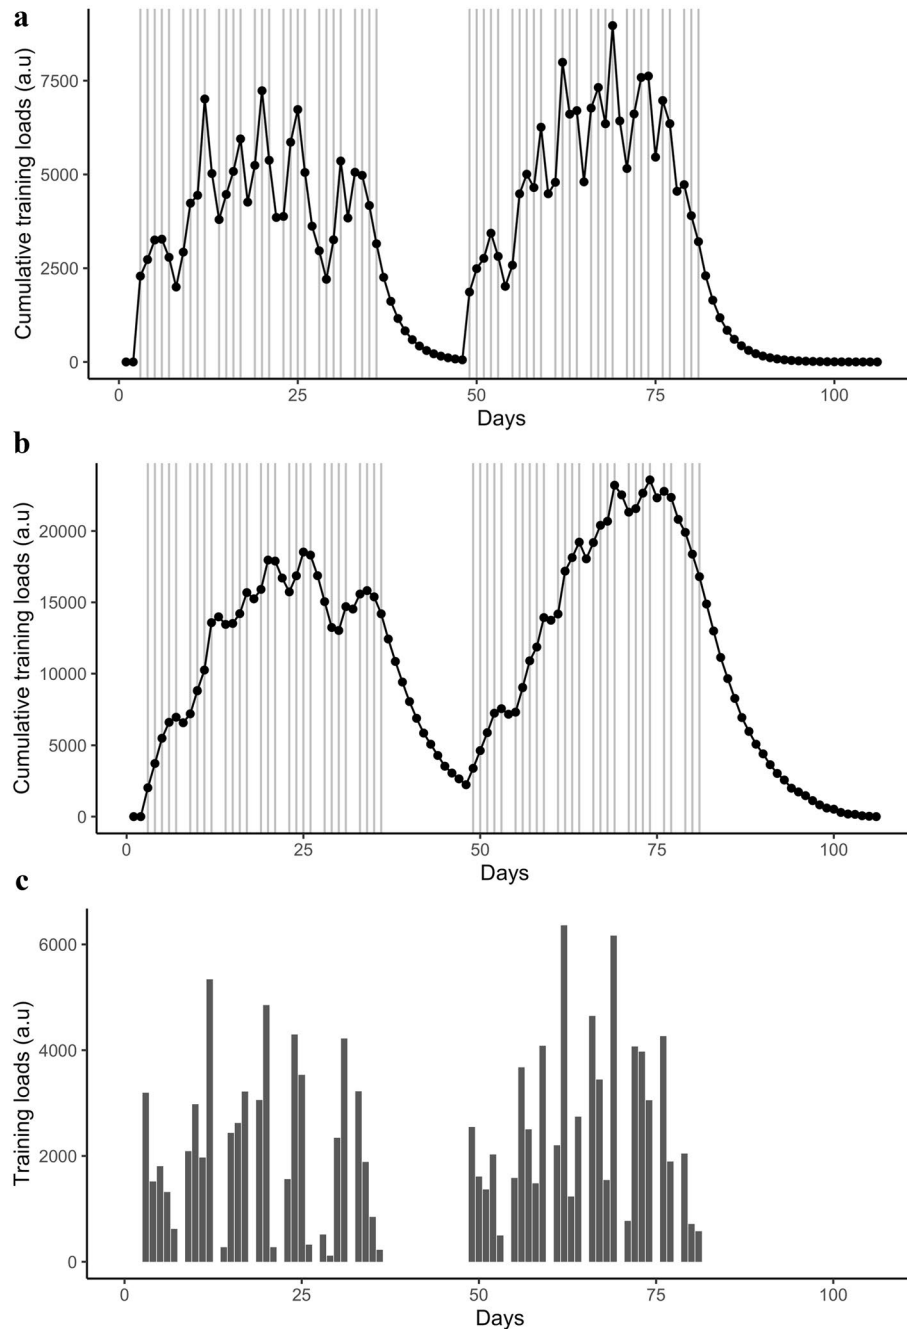 a
Cumulative training loads (a.u)
7500
5000
2500
0
0 25 50 75 100
Days
b
Cumulative training loads (a.u)
20000
15000
10000
5000
0
0 25 50 75 100
Days
c
Training loads (a.u)
6000
4000
2000
0
0 25 50 75 100
Days